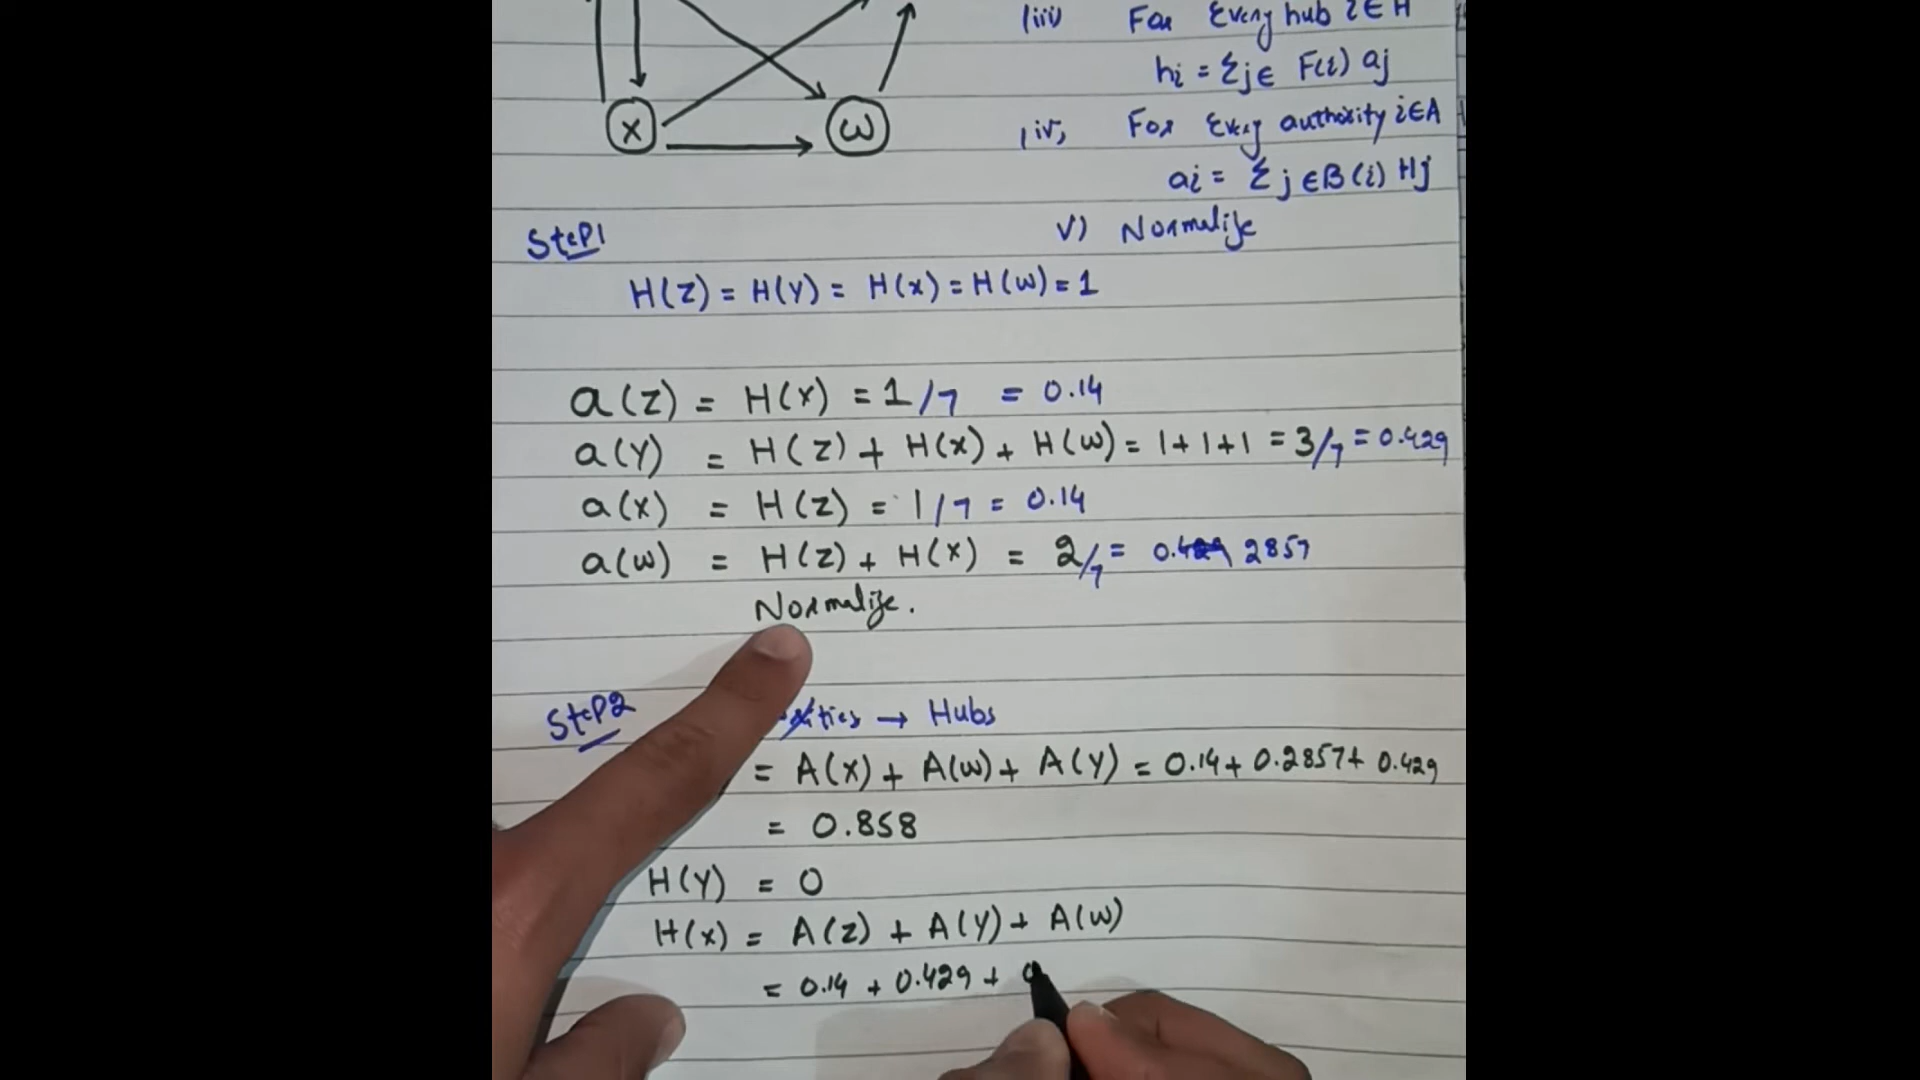 (iii) For Every hub i∈H
hi = Σj∈ F(i) aj
(iv) For Every authority i∈A
ai = Σj∈B(i) Hj
v) Normalize
X
W
Step1
H(Z) = H(Y) = H(X) = H(W) = 1
a(Z) = H(X) = 1/7 = 0.14
a(Y) = H(Z) + H(X) + H(W) = 1+1+1 = 3/7 = 0.429
a(X) = H(Z) = 1/7 = 0.14
a(W) = H(Z) + H(X) = 2/7 = 0. 2857
Normalize.
Step2 → Hubs
= A(X) + A(W) + A(Y) = 0.14 + 0.2857 + 0.429
= 0.858
H(Y) = 0
H(X) = A(Z) + A(Y) + A(W)
= 0.14 + 0.429 +